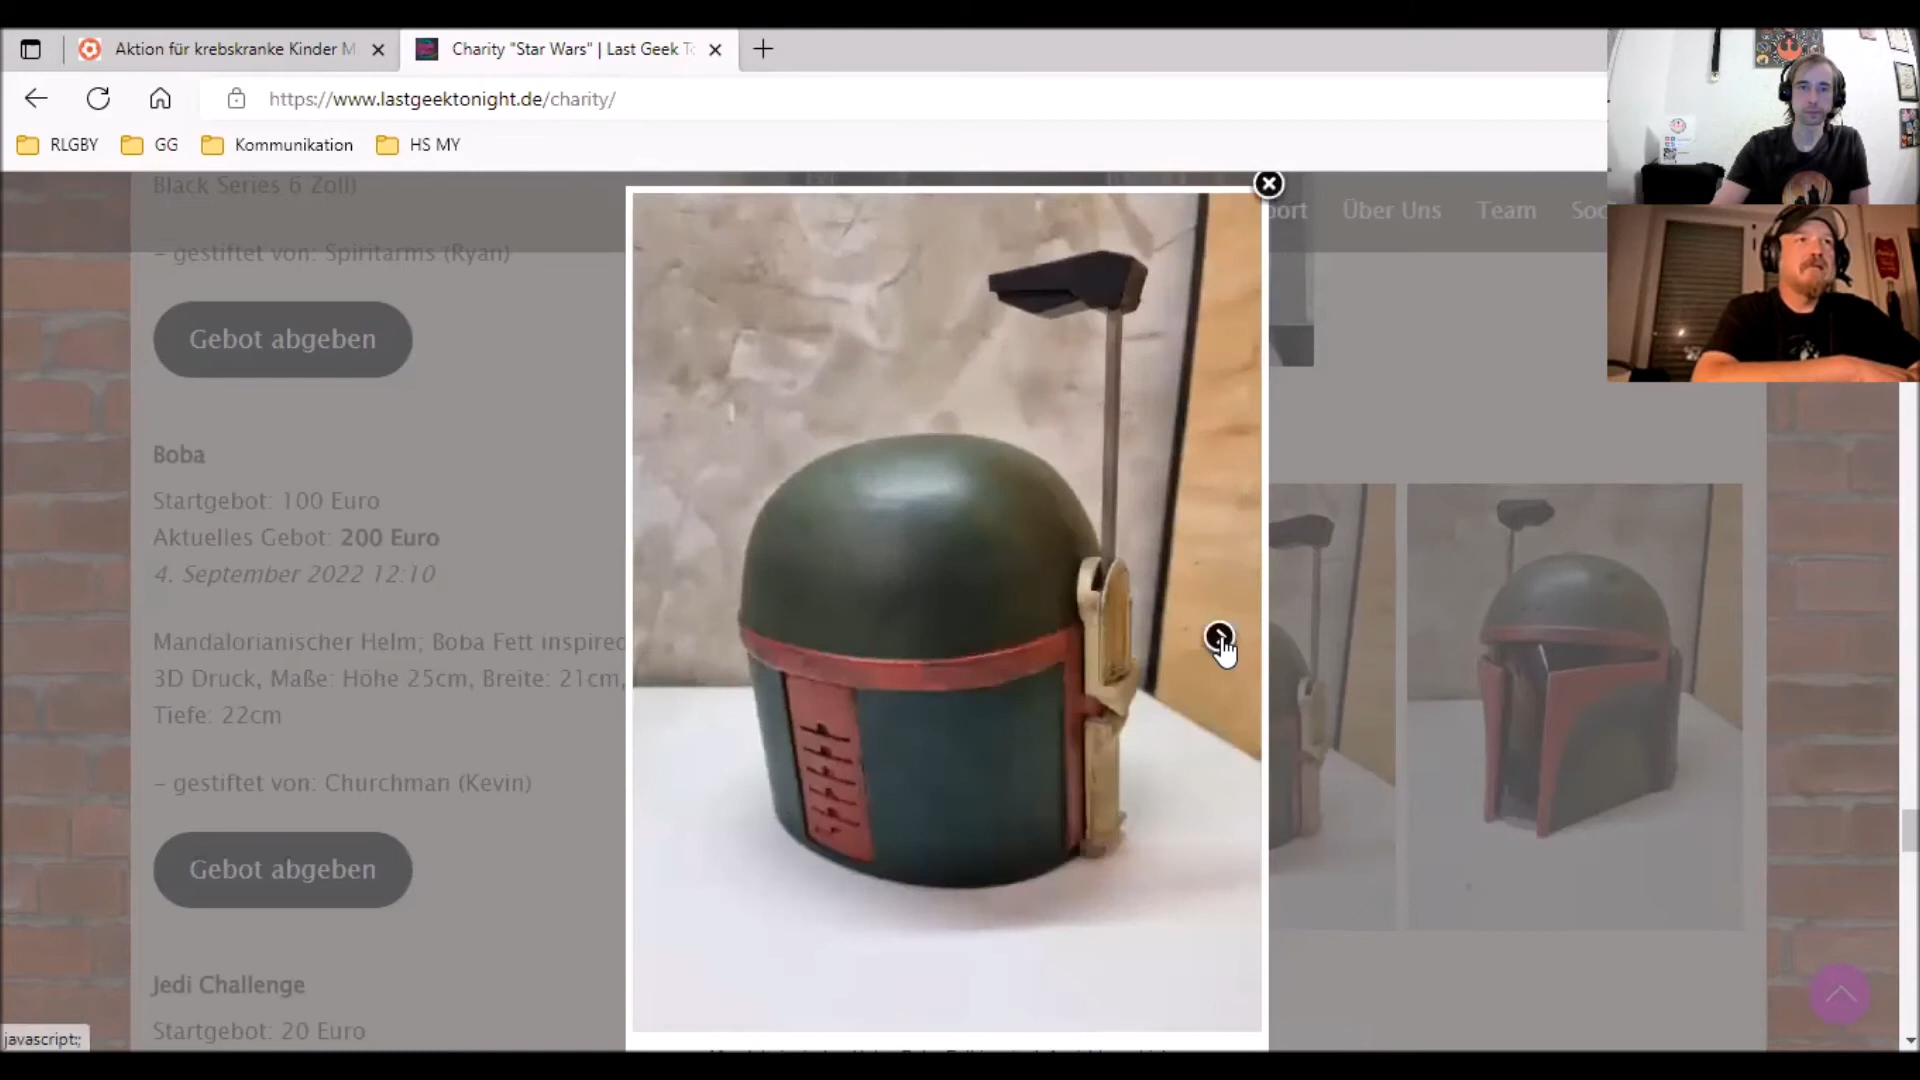 Aktion für krebskranke Kinder M
Charity "Star Wars" | Last Geek To
https://www.lastgeektonight.de/charity/
RLGBY
GG
Kommunikation
HS MY
Über Uns
Team
Black Series 6 Zoll)
– gestiftet von: Spiritarms (Ryan)
Gebot abgeben
Boba
Startgebot: 100 Euro
Aktuelles Gebot: 200 Euro
4. September 2022 12:10
Mandalorianischer Helm; Boba Fett inspired
3D Druck, Maße: Höhe 25cm, Breite: 21cm,
Tiefe: 22cm
– gestiftet von: Churchman (Kevin)
Gebot abgeben
Jedi Challenge
Startgebot: 20 Euro
javascript:;